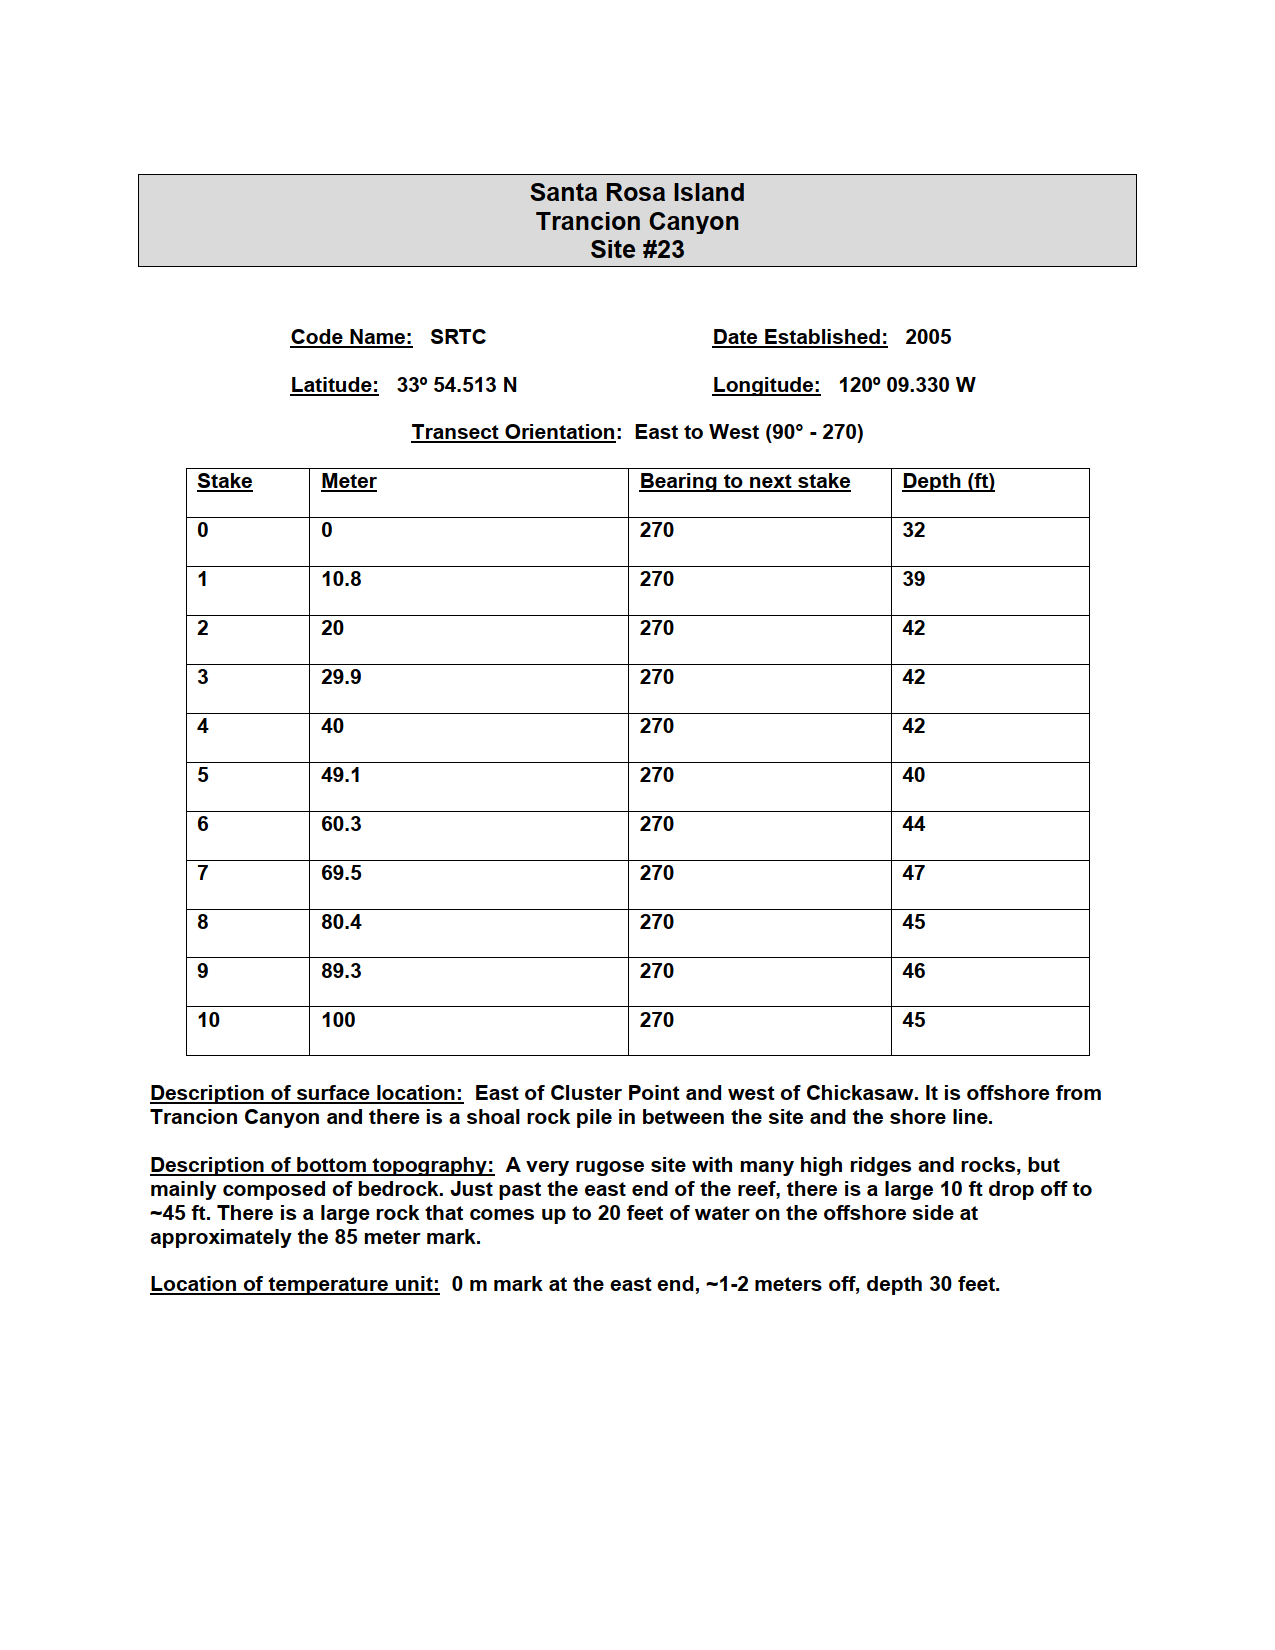 Santa Rosa Island
Trancion Canyon
Site #23
Code Name: SRTC Date Established: 2005
Latitude: 33º 54.513 N Longitude: 120º 09.330 W
Transect Orientation: East to West (90° - 270)
Stake Meter Bearing to next stake Depth (ft)
0 0 270 32
1 10.8 270 39
2 20 270 42
3 29.9 270 42
4 40 270 42
5 49.1 270 40
6 60.3 270 44
7 69.5 270 47
8 80.4 270 45
9 89.3 270 46
10 100 270 45
Description of surface location: East of Cluster Point and west of Chickasaw. It is offshore from
Trancion Canyon and there is a shoal rock pile in between the site and the shore line.
Description of bottom topography: A very rugose site with many high ridges and rocks, but
mainly composed of bedrock. Just past the east end of the reef, there is a large 10 ft drop off to
~45 ft. There is a large rock that comes up to 20 feet of water on the offshore side at
approximately the 85 meter mark.
Location of temperature unit: 0 m mark at the east end, ~1-2 meters off, depth 30 feet.